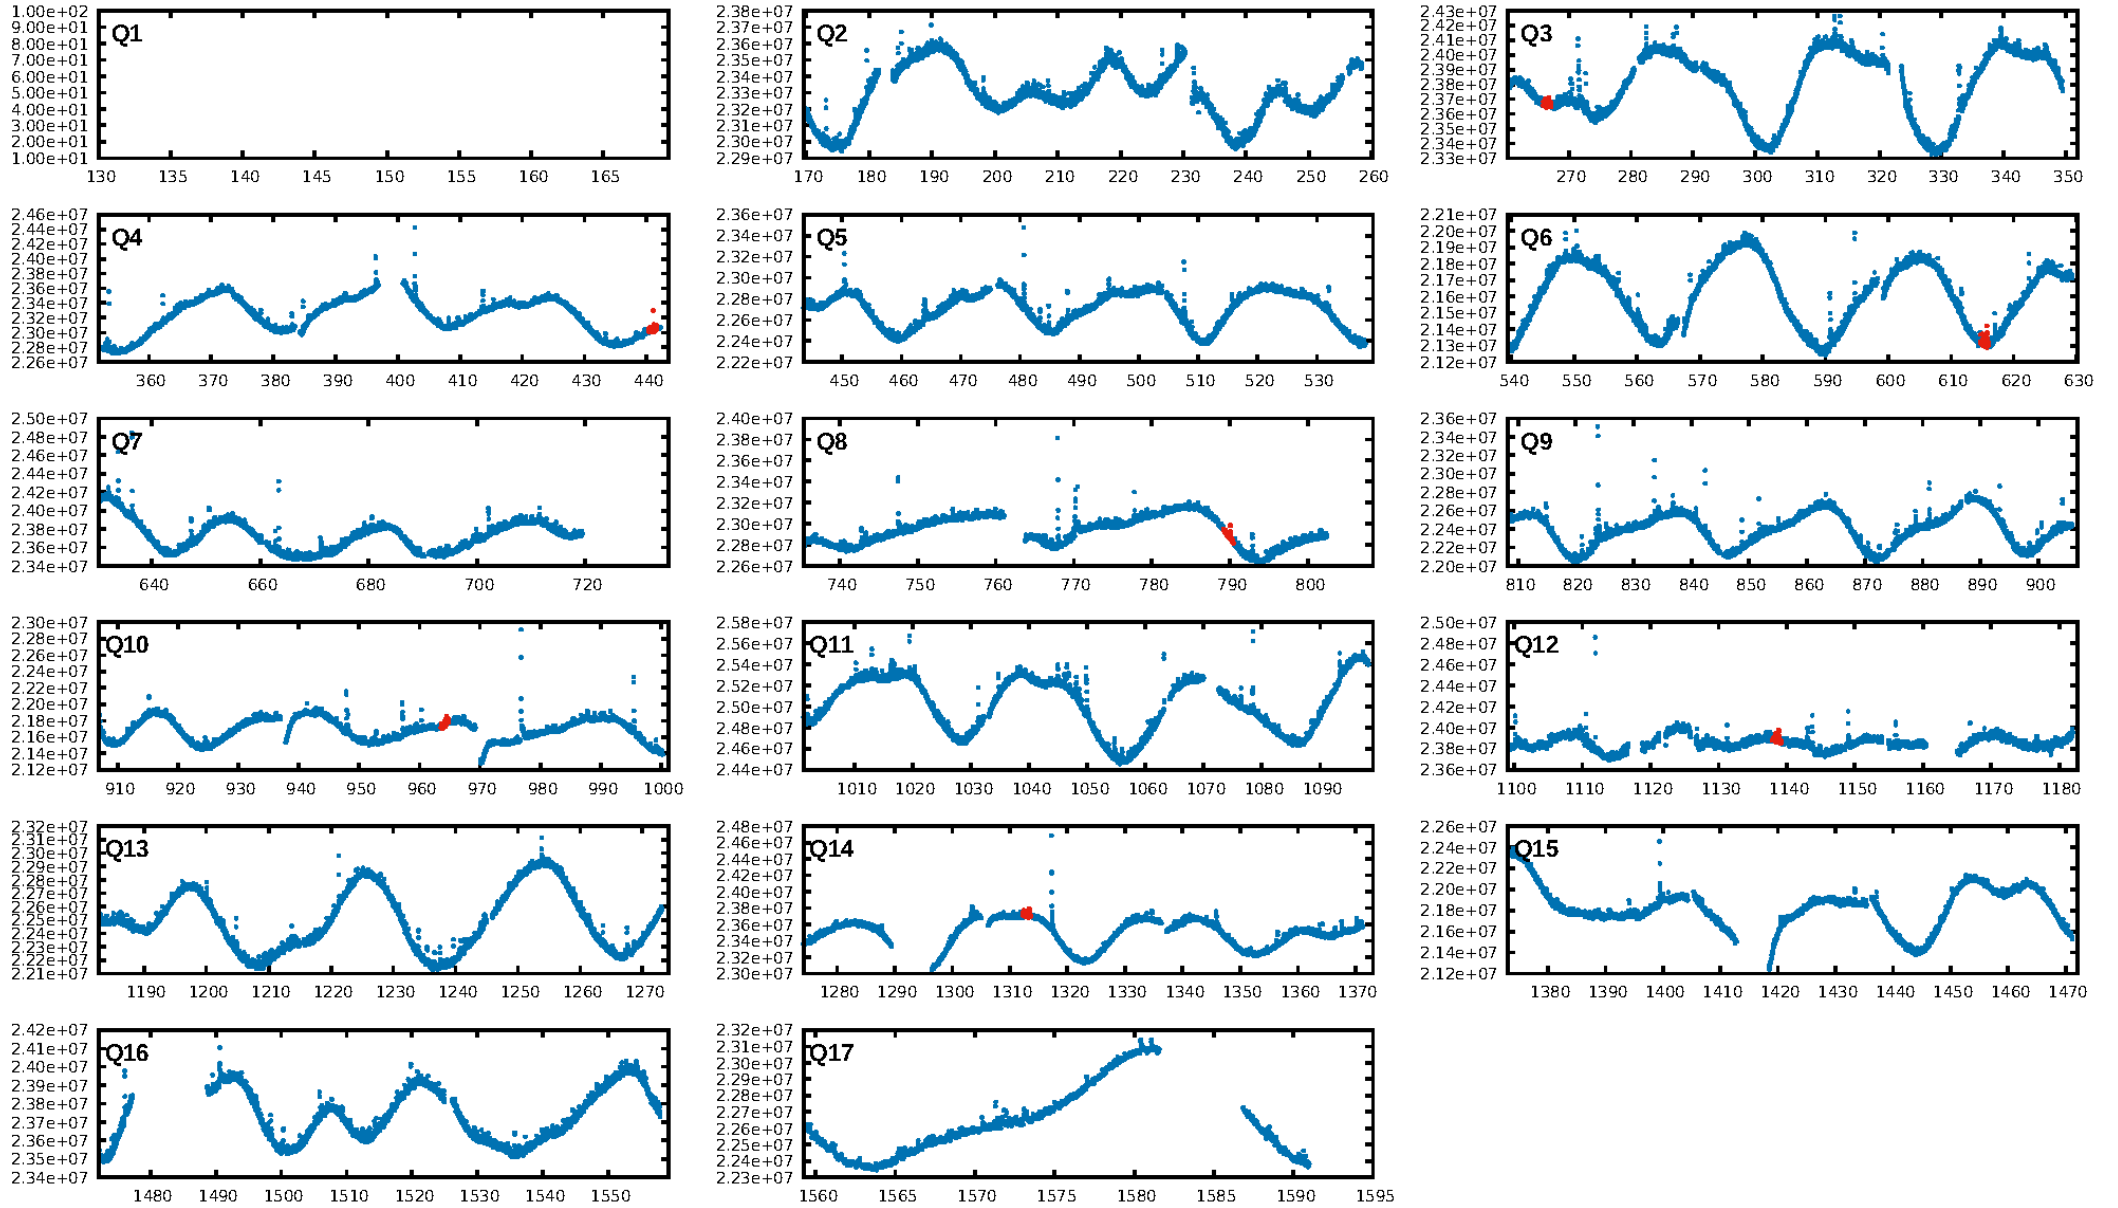 Q1
1.00e+02
9.00e+01
8.00e+01
7.00e+01
6.00e+01
5.00e+01
4.00e+01
3.00e+01
2.00e+01
1.00e+01
130 135 140 145 150 155 160 165
Q2
2.38e+07
2.37e+07
2.36e+07
2.35e+07
2.34e+07
2.33e+07
2.32e+07
2.31e+07
2.30e+07
2.29e+07
170 180 190 200 210 220 230 240 250 260
Q3
2.43e+07
2.42e+07
2.41e+07
2.40e+07
2.39e+07
2.38e+07
2.37e+07
2.36e+07
2.35e+07
2.34e+07
2.33e+07
270 280 290 300 310 320 330 340 350
Q4
2.46e+07
2.44e+07
2.42e+07
2.40e+07
2.38e+07
2.36e+07
2.34e+07
2.32e+07
2.30e+07
2.28e+07
2.26e+07
360 370 380 390 400 410 420 430 440
Q5
2.36e+07
2.34e+07
2.32e+07
2.30e+07
2.28e+07
2.26e+07
2.24e+07
2.22e+07
450 460 470 480 490 500 510 520 530
Q6
2.21e+07
2.20e+07
2.19e+07
2.18e+07
2.17e+07
2.16e+07
2.15e+07
2.14e+07
2.13e+07
2.12e+07
540 550 560 570 580 590 600 610 620 630
Q7
2.50e+07
2.48e+07
2.46e+07
2.44e+07
2.42e+07
2.40e+07
2.38e+07
2.36e+07
2.34e+07
640 660 680 700 720
Q8
2.40e+07
2.38e+07
2.36e+07
2.34e+07
2.32e+07
2.30e+07
2.28e+07
2.26e+07
740 750 760 770 780 790 800
Q9
2.36e+07
2.34e+07
2.32e+07
2.30e+07
2.28e+07
2.26e+07
2.24e+07
2.22e+07
2.20e+07
810 820 830 840 850 860 870 880 890 900
Q10
2.30e+07
2.28e+07
2.26e+07
2.24e+07
2.22e+07
2.20e+07
2.18e+07
2.16e+07
2.14e+07
2.12e+07
910 920 930 940 950 960 970 980 990 1000
Q11
2.58e+07
2.56e+07
2.54e+07
2.52e+07
2.50e+07
2.48e+07
2.46e+07
2.44e+07
1010 1020 1030 1040 1050 1060 1070 1080 1090
Q12
2.50e+07
2.48e+07
2.46e+07
2.44e+07
2.42e+07
2.40e+07
2.38e+07
2.36e+07
1100 1110 1120 1130 1140 1150 1160 1170 1180
Q13
2.32e+07
2.31e+07
2.30e+07
2.29e+07
2.28e+07
2.27e+07
2.26e+07
2.25e+07
2.24e+07
2.23e+07
2.22e+07
2.21e+07
1190 1200 1210 1220 1230 1240 1250 1260 1270
Q14
2.48e+07
2.46e+07
2.44e+07
2.42e+07
2.40e+07
2.38e+07
2.36e+07
2.34e+07
2.32e+07
2.30e+07
1280 1290 1300 1310 1320 1330 1340 1350 1360 1370
Q15
2.26e+07
2.24e+07
2.22e+07
2.20e+07
2.18e+07
2.16e+07
2.14e+07
2.12e+07
1380 1390 1400 1410 1420 1430 1440 1450 1460 1470
Q16
2.42e+07
2.41e+07
2.40e+07
2.39e+07
2.38e+07
2.37e+07
2.36e+07
2.35e+07
2.34e+07
1480 1490 1500 1510 1520 1530 1540 1550
Q17
2.32e+07
2.31e+07
2.30e+07
2.29e+07
2.28e+07
2.27e+07
2.26e+07
2.25e+07
2.24e+07
2.23e+07
1560 1565 1570 1575 1580 1585 1590 1595